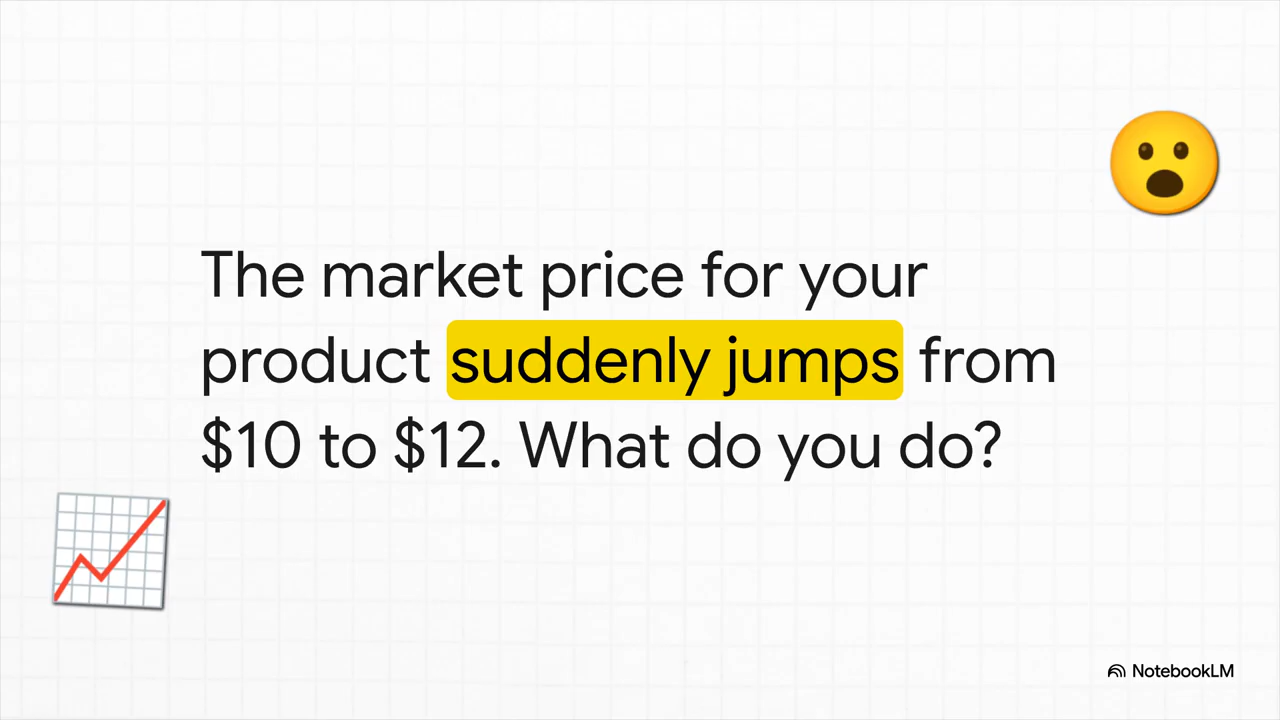 The market price for your
product suddenly jumps from
$10 to $12. What do you do?
NotebookLM